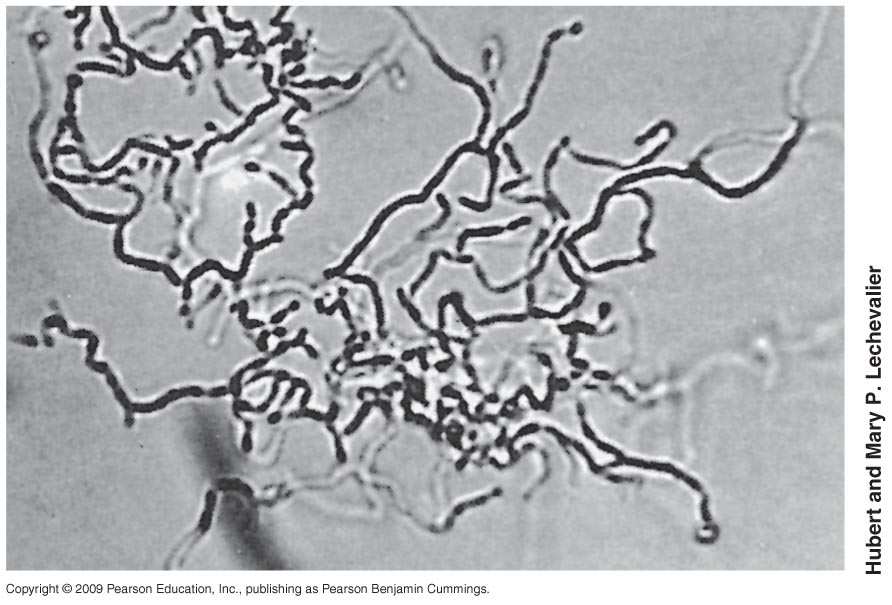 Hubert and Mary P. Lechevalier
Copyright © 2009 Pearson Education, Inc., publishing as Pearson Benjamin Cummings.